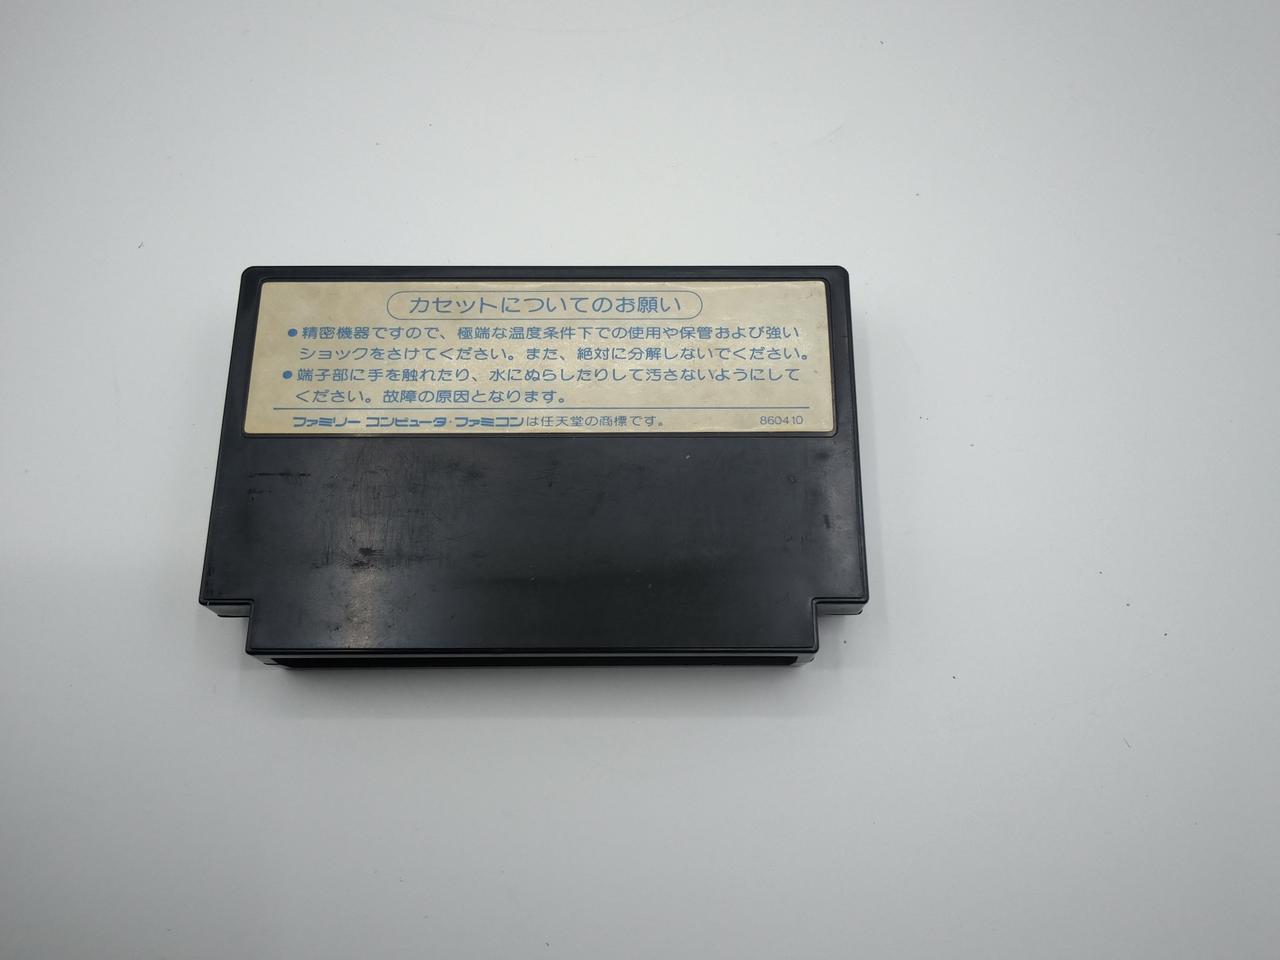 カセットについてのお願い
●精密機器ですので、極端な温度条件下での使用や保管および強い
ショックをさけてください。また、絶対に分解しないでください。
●端子部に手を触れたり、水にぬらしたりして汚さないようにして
ください。故障の原因となります。
ファミリー コンピュータ・ファミコンは任天堂の商標です。 860410